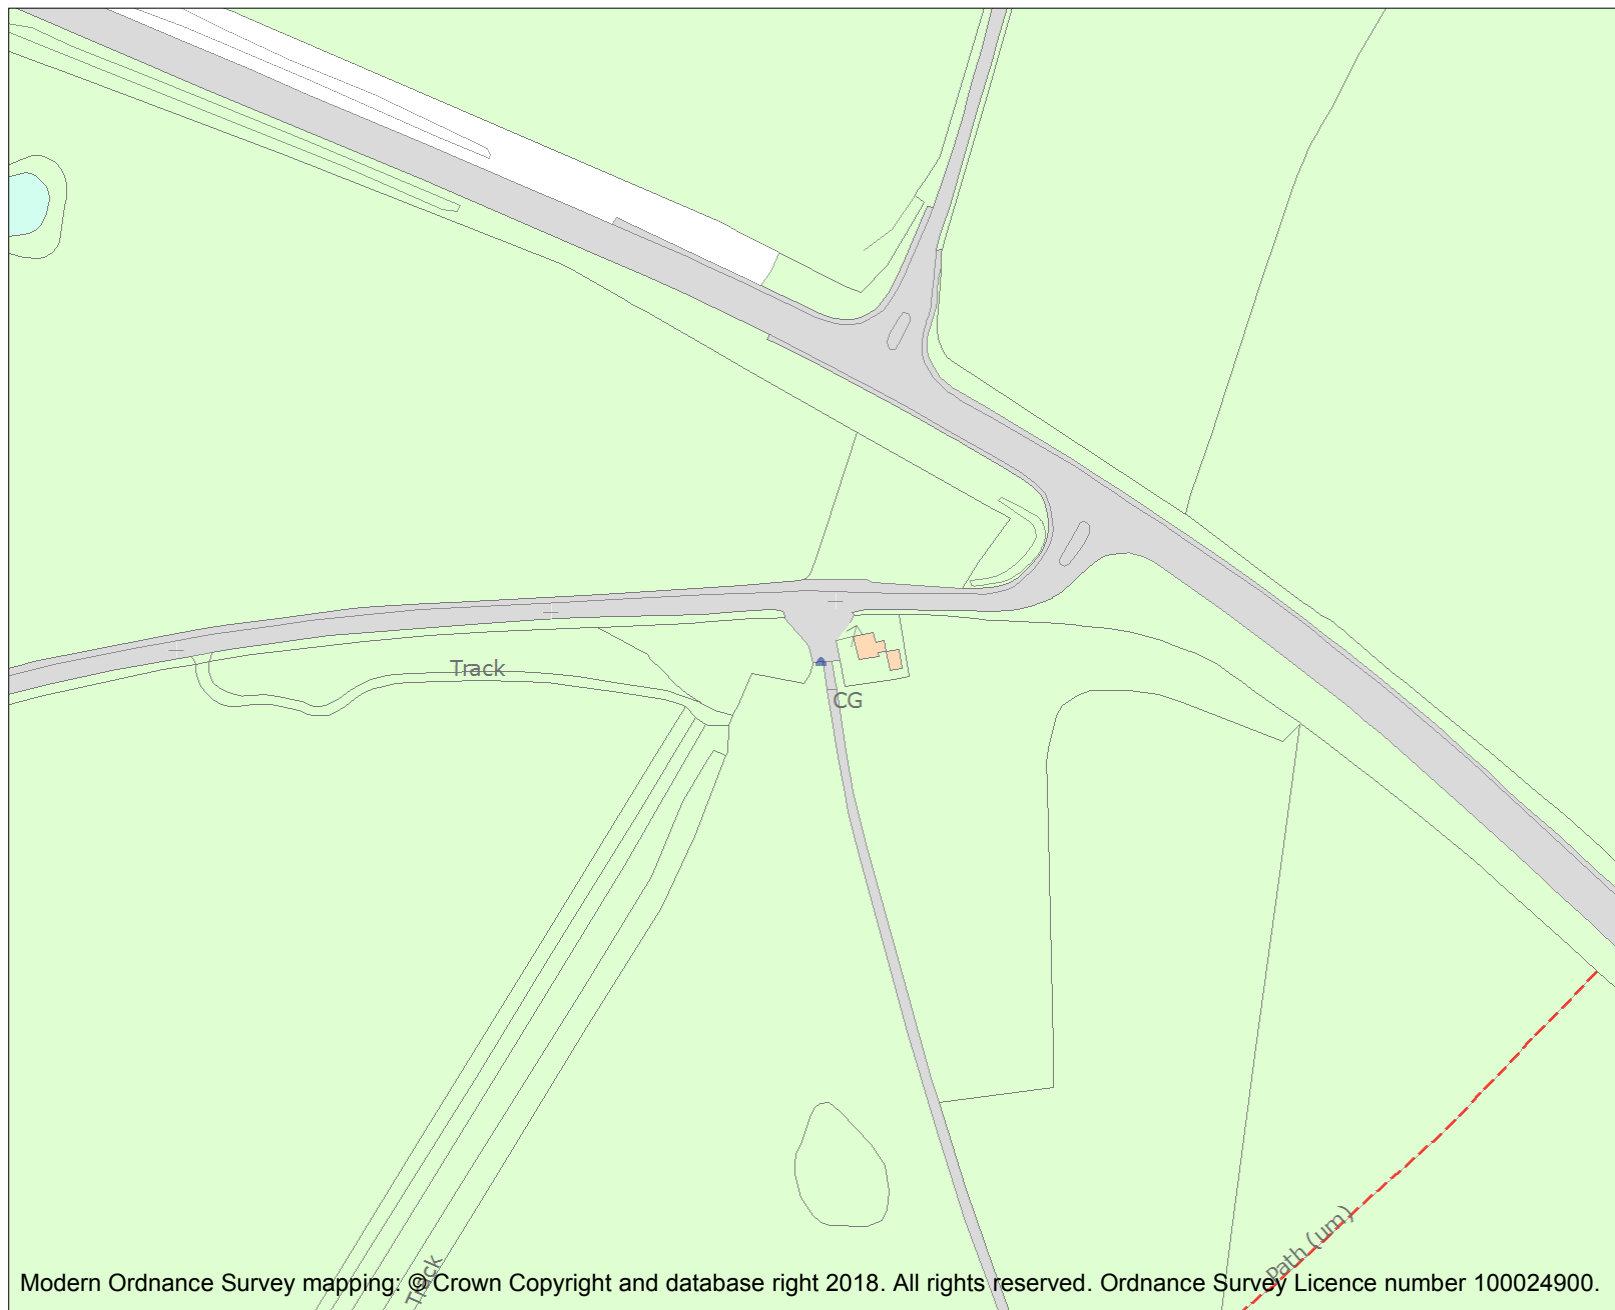 Track
CG
Path (um)
Track
Modern Ordnance Survey mapping: © Crown Copyright and database right 2018. All rights reserved. Ordnance Survey Licence number 100024900.